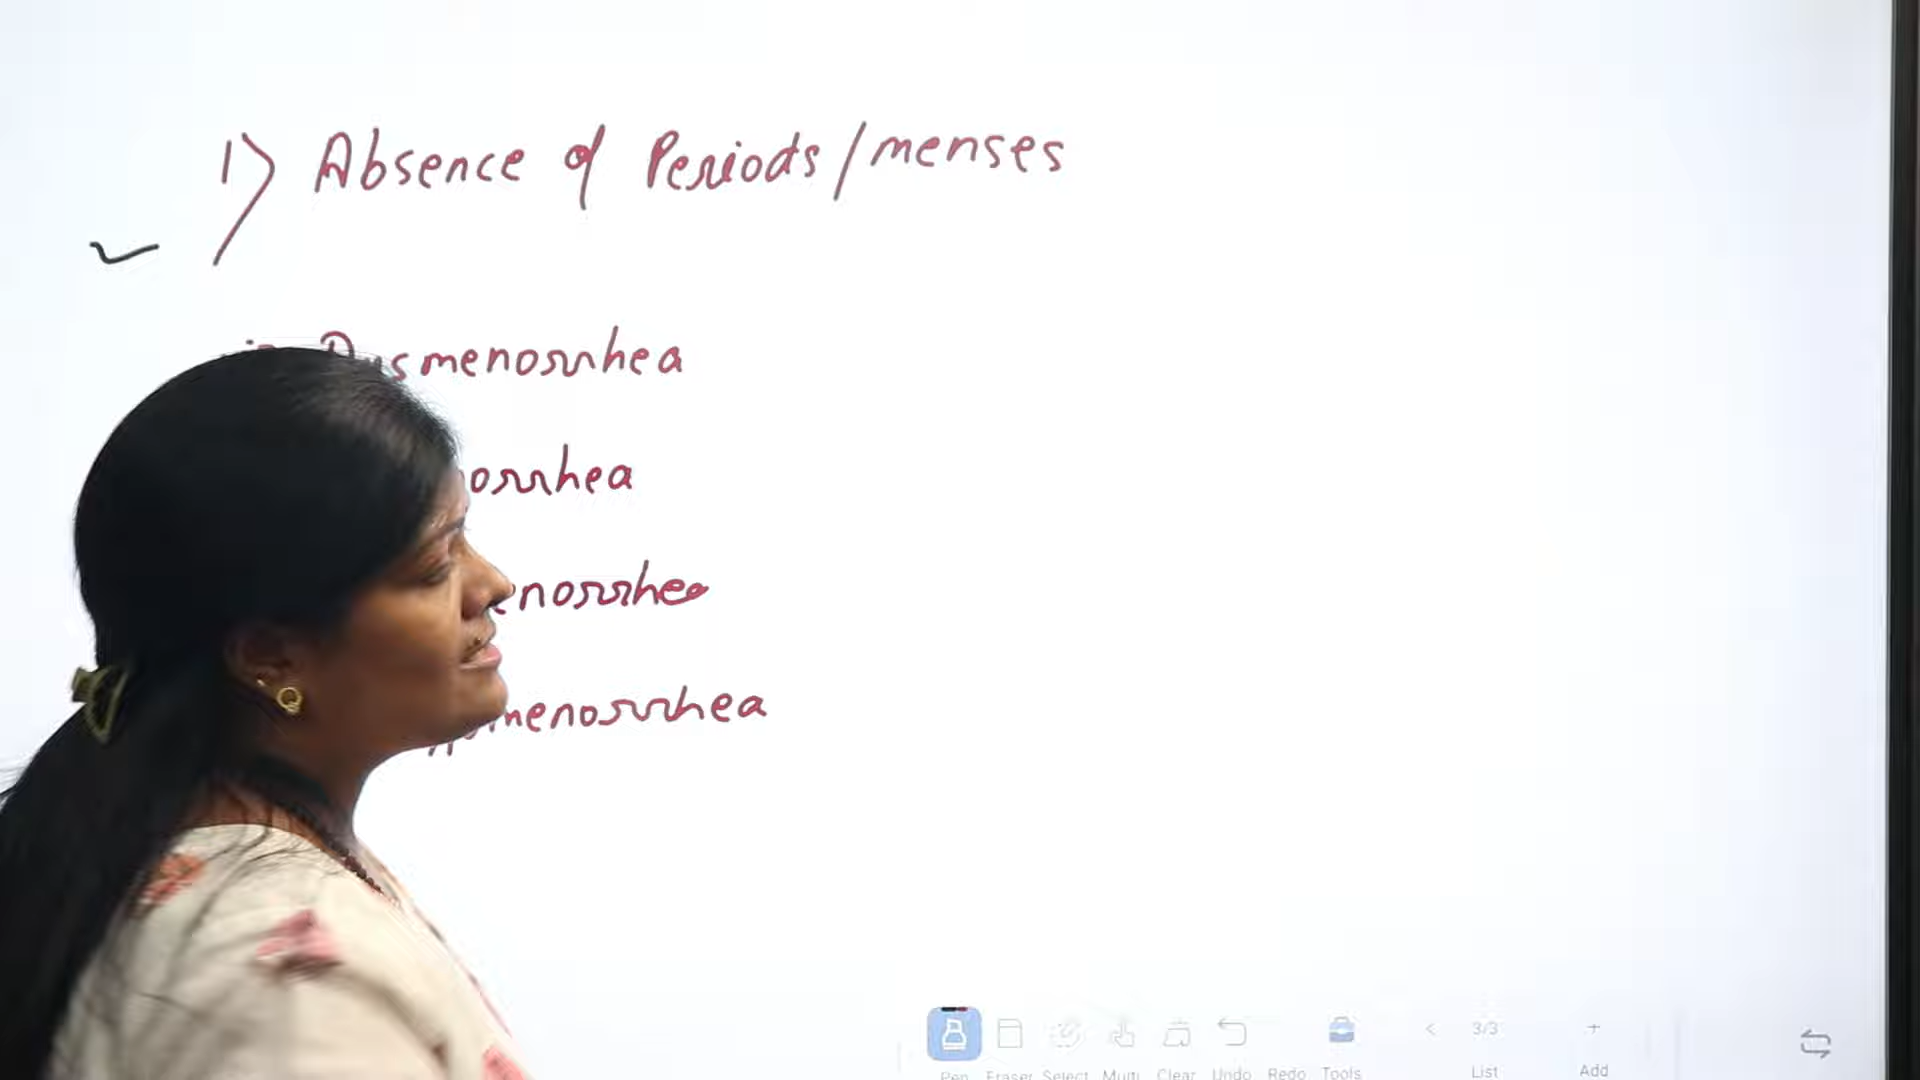 1) Absence of Periods/menses
smenorrhea
orrhea
enorrhea
menorrhea
3/3
Pen Eraser Select Multi Clear Undo Redo Tools List Add